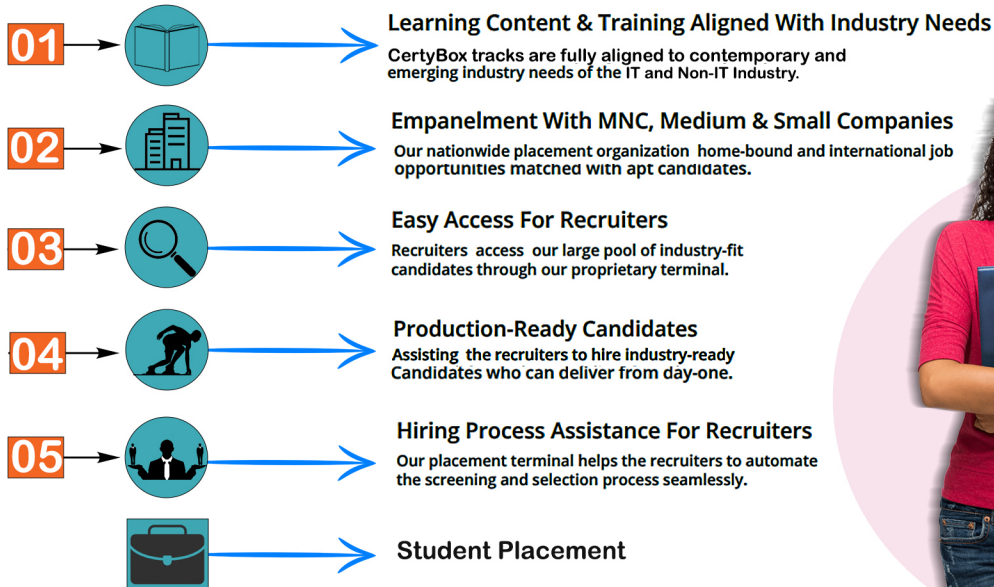 01
Learning Content & Training Aligned With Industry Needs
CertyBox tracks are fully aligned to contemporary and
emerging industry needs of the IT and Non-IT Industry.
02
Empanelment With MNC, Medium & Small Companies
Our nationwide placement organization home-bound and international job
opportunities matched with apt candidates.
03
Easy Access For Recruiters
Recruiters access our large pool of industry-fit
candidates through our proprietary terminal.
04
Production-Ready Candidates
Assisting the recruiters to hire industry-ready
Candidates who can deliver from day-one.
05
Hiring Process Assistance For Recruiters
Our placement terminal helps the recruiters to automate
the screening and selection process seamlessly.
Student Placement